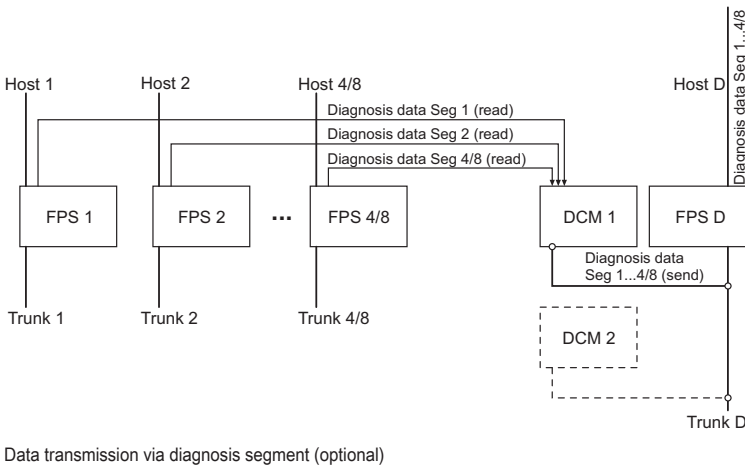 Diagnosis data Seg 1...4/8
Host 1
Host 2
Host 4/8
Host D
Diagnosis data Seg 1 (read)
Diagnosis data Seg 2 (read)
Diagnosis data Seg 4/8 (read)
FPS 1
FPS 2
...
FPS 4/8
DCM 1
FPS D
Diagnosis data
Seg 1...4/8 (send)
Trunk 1
Trunk 2
Trunk 4/8
DCM 2
Trunk D
Data transmission via diagnosis segment (optional)